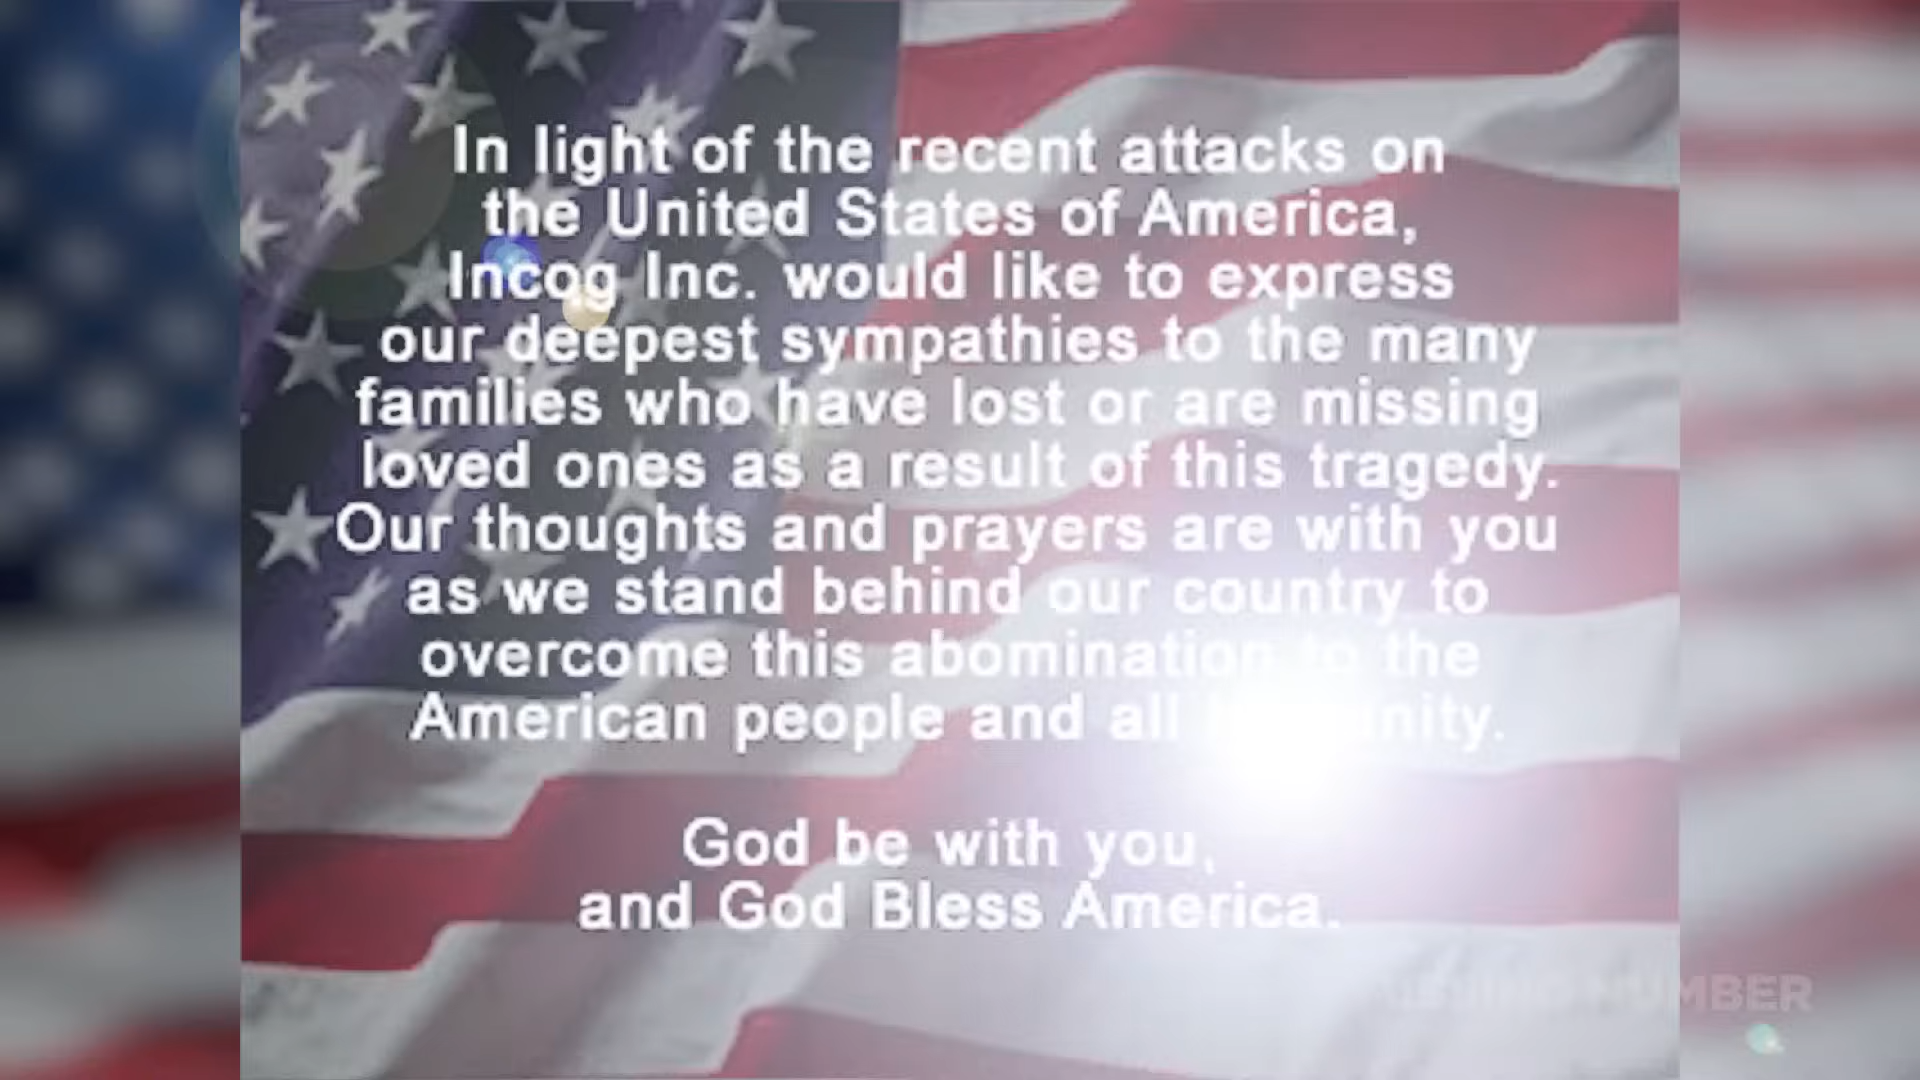 In light of the recent attacks on
the United States of America,
Incog Inc. would like to express
our deepest sympathies to the many
families who have lost or are missing
loved ones as a result of this tragedy.
Our thoughts and prayers are with you
as we stand behind our country to
overcome this abomination to the
American people and all
God be with you,
and God Bless America.
NUMBER